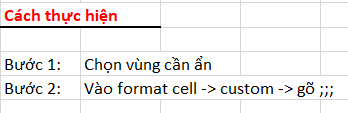 Cách thực hiện
Bước 1: Chọn vùng cần ẩn
Bước 2: Vào format cell -> custom -> gõ ;;;